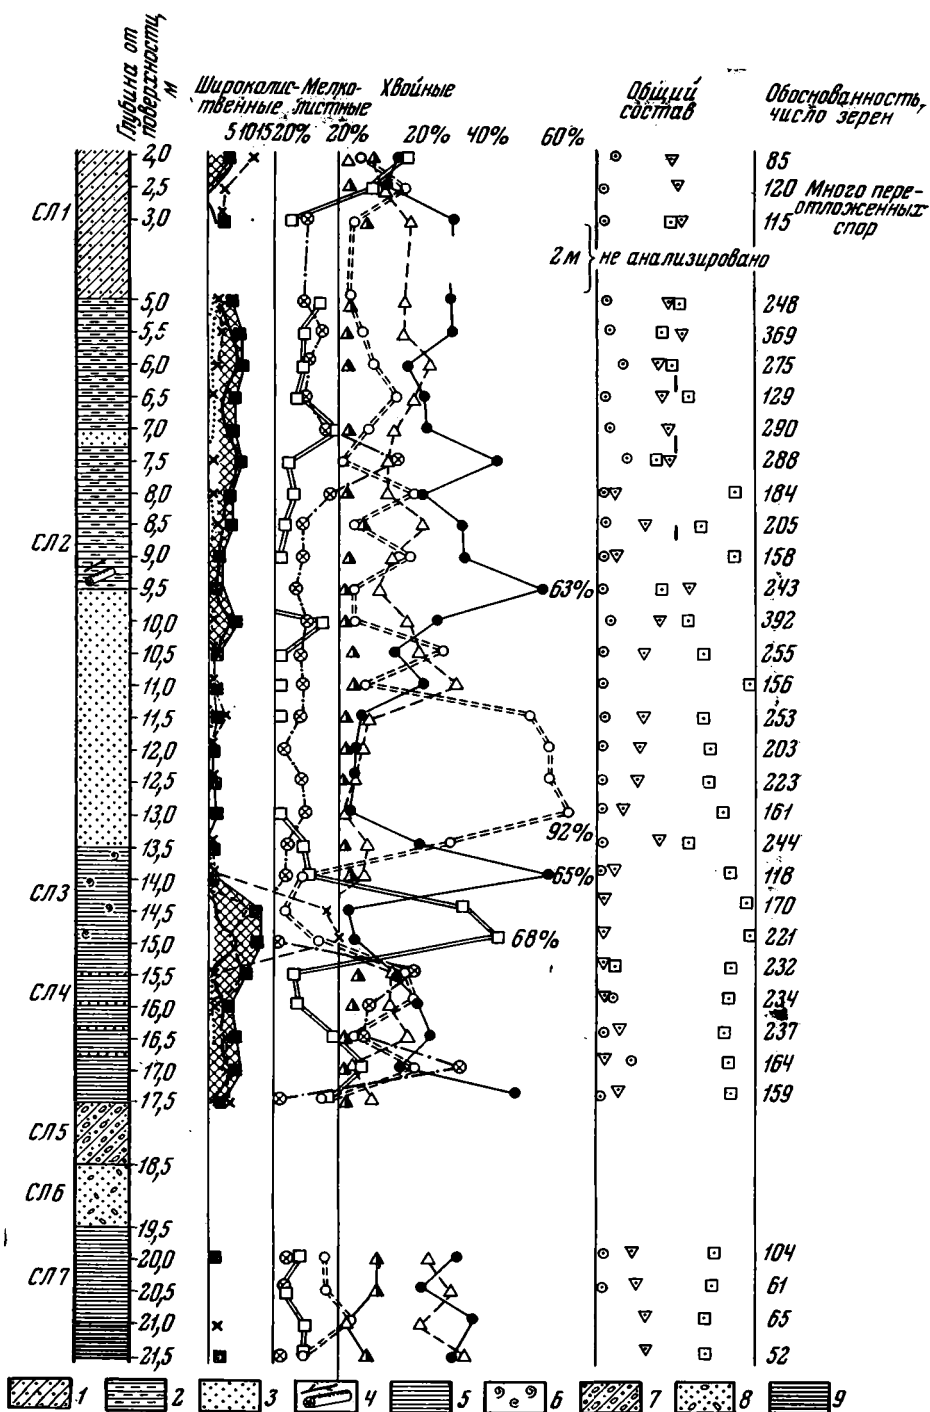 Глубина от
поверхности,
м
Широколис-
твенные
Мелко-
листные
Хвойные
Общий
состав
Обоснованность,
число зерен
5 10 15 20% 20% 20% 40% 60%
2,0 85
2,5 120 Много пере-
отложенных
спор
СЛ1
3,0 115
2м не анализировано
5,0 248
5,5 369
6,0 275
6,5 129
7,0 290
7,5 288
8,0 184
8,5 205
СЛ2
9,0 158
9,5 63% 243
10,0 392
10,5 255
11,0 156
11,5 253
12,0 203
12,5 223
13,0 161
92%
13,5 244
СЛ3
14,0 65% 118
14,5 170
15,0 68% 221
15,5 232
СЛ4
16,0 234
16,5 237
17,0 164
17,5 159
СЛ5
18,5
СЛ6
19,5
20,0 104
СЛ7
20,5 61
21,0 65
21,5 52
1 2 3 4 5 6 7 8 9